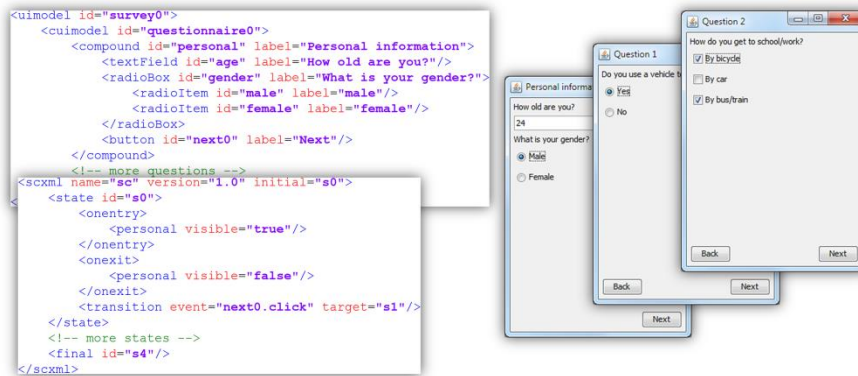 <uimodel id="survey0">
<cuimodel id="questionnaire0">
<compound id="personal" label="Personal information">
<textField id="age" label="How old are you?"/>
<radioBox id="gender" label="What is your gender?">
<radioItem id="male" label="male"/>
<radioItem id="female" label="female"/>
</radioBox>
<button id="next0" label="Next"/>
</compound>
<!-- more questions -->
<scxml name="sc" version="1.0" initial="s0">
<state id="s0">
<onentry>
<personal visible="true"/>
</onentry>
<onexit>
<personal visible="false"/>
</onexit>
<transition event="next0.click" target="s1"/>
</state>
<!-- more states -->
<final id="s4"/>
</scxml>
Personal informa
How old are you?
24
What is your gender?
Male
Female
Next
Question 1
Do you use a vehicle t
Yes
No
Back Next
Question 2
How do you get to school/work?
By bicycle
By car
By bus/train
Back Next